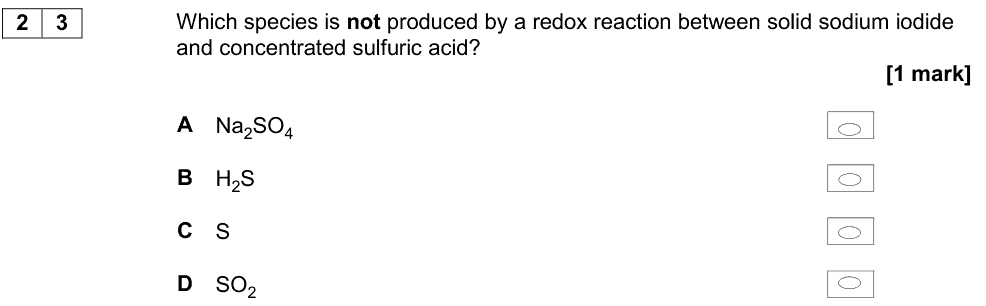 2 3 Which species is not produced by a redox reaction between solid sodium iodide
and concentrated sulfuric acid?
[1 mark]
A Na₂SO₄
B H₂S
C S
D SO₂